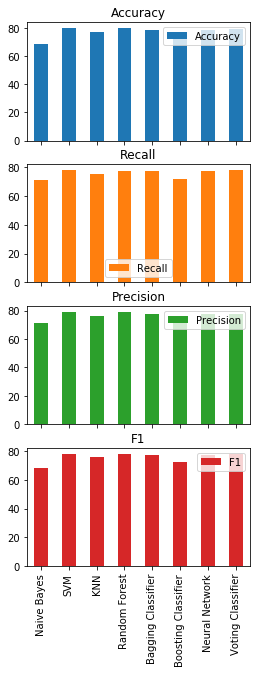 Accuracy
80
60
40
20
0
Accuracy
Recall
80
60
40
20
0
Recall
Precision
80
60
40
20
0
Precision
F1
80
60
40
20
0
F1
Naive Bayes
SVM
KNN
Random Forest
Bagging Classifier
Boosting Classifier
Neural Network
Voting Classifier